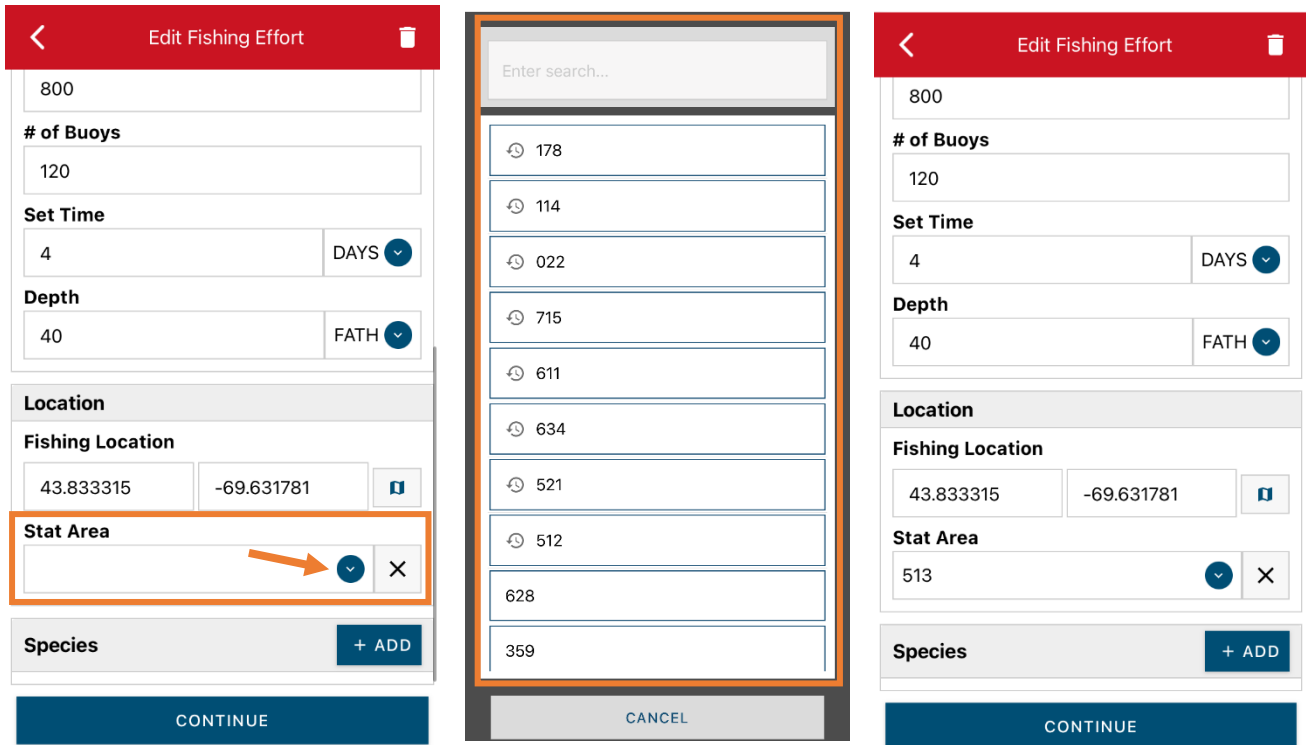 Edit Fishing Effort
800
# of Buoys
120
Set Time
4
DAYS
Depth
40
FATH
Location
Fishing Location
43.833315
-69.631781
Stat Area
Species
+ ADD
CONTINUE
Enter search...
178
114
022
715
611
634
521
512
628
359
CANCEL
Edit Fishing Effort
800
# of Buoys
120
Set Time
4
DAYS
Depth
40
FATH
Location
Fishing Location
43.833315
-69.631781
Stat Area
513
Species
+ ADD
CONTINUE